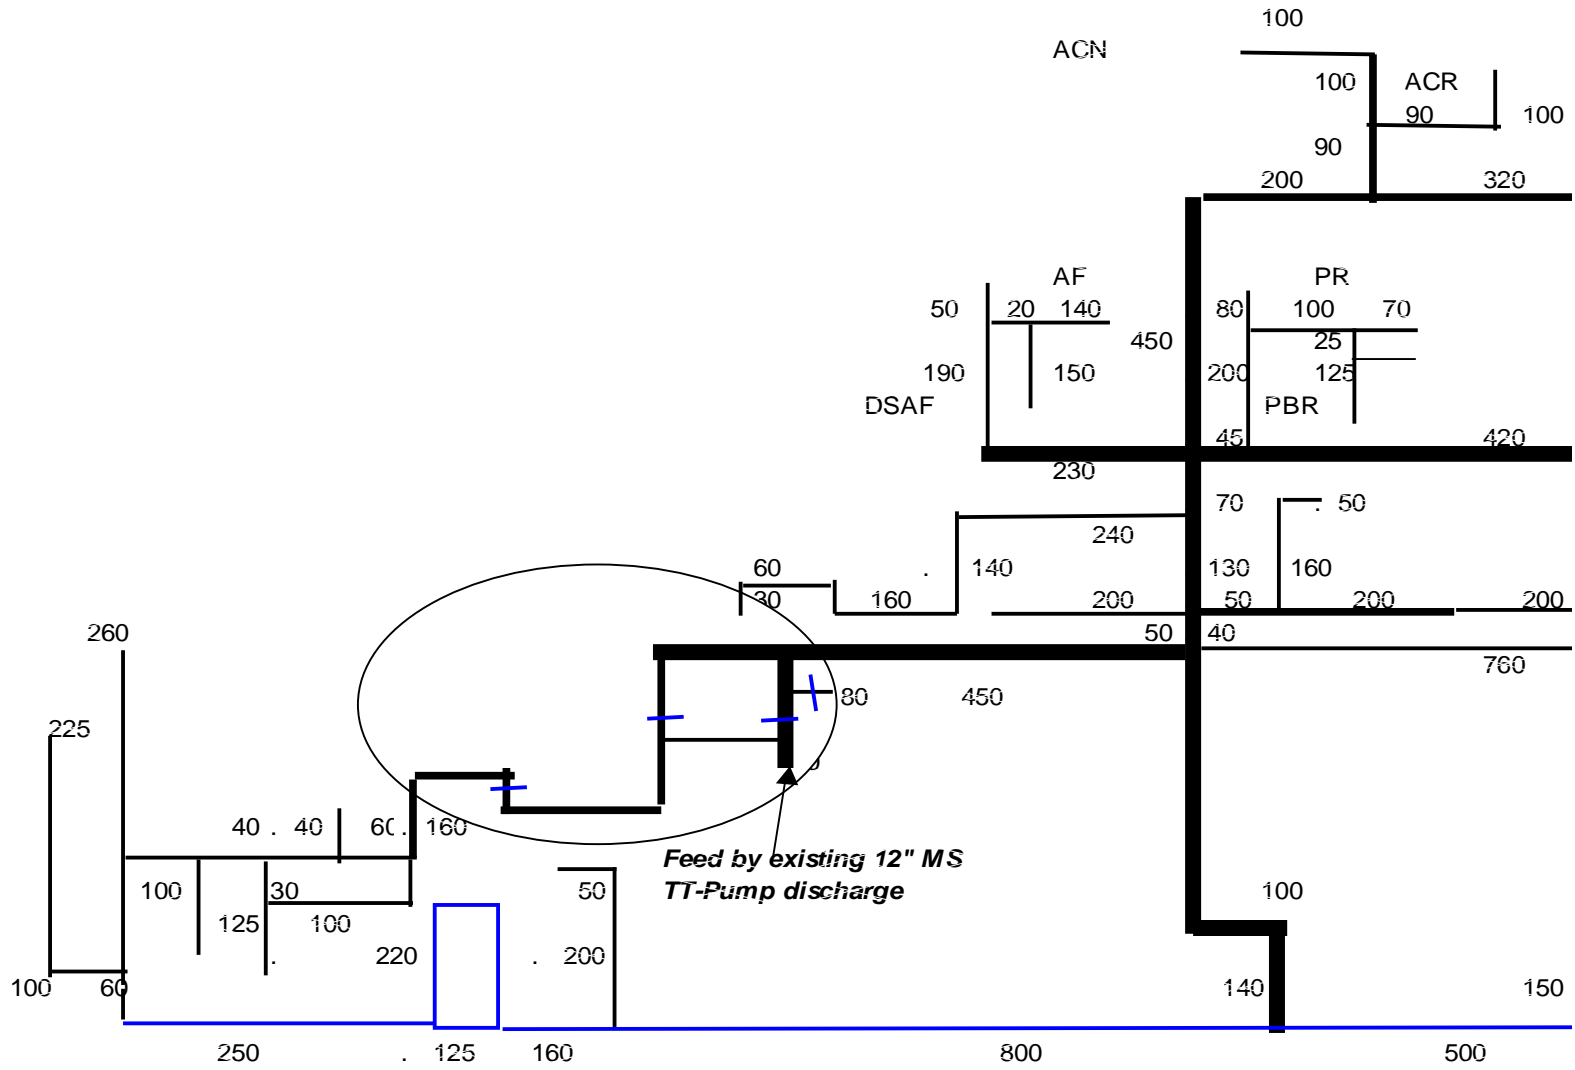 100
ACN
100 ACR
90 100
90
200 320
AF PR
50 20 140 80 100 70
450 25
190 150 200 125
DSAF PBR
45 420
230
70 . 50
240
60 . 140 130 160
30 160 200 50 200 200
260 50 40
760
80 450
225
40 . 40 60 . 160
Feed by existing 12" MS
100 30 50 TT-Pump discharge 100
125 100
. 220 . 200
100 60 140 150
250 . 125 160 800 500